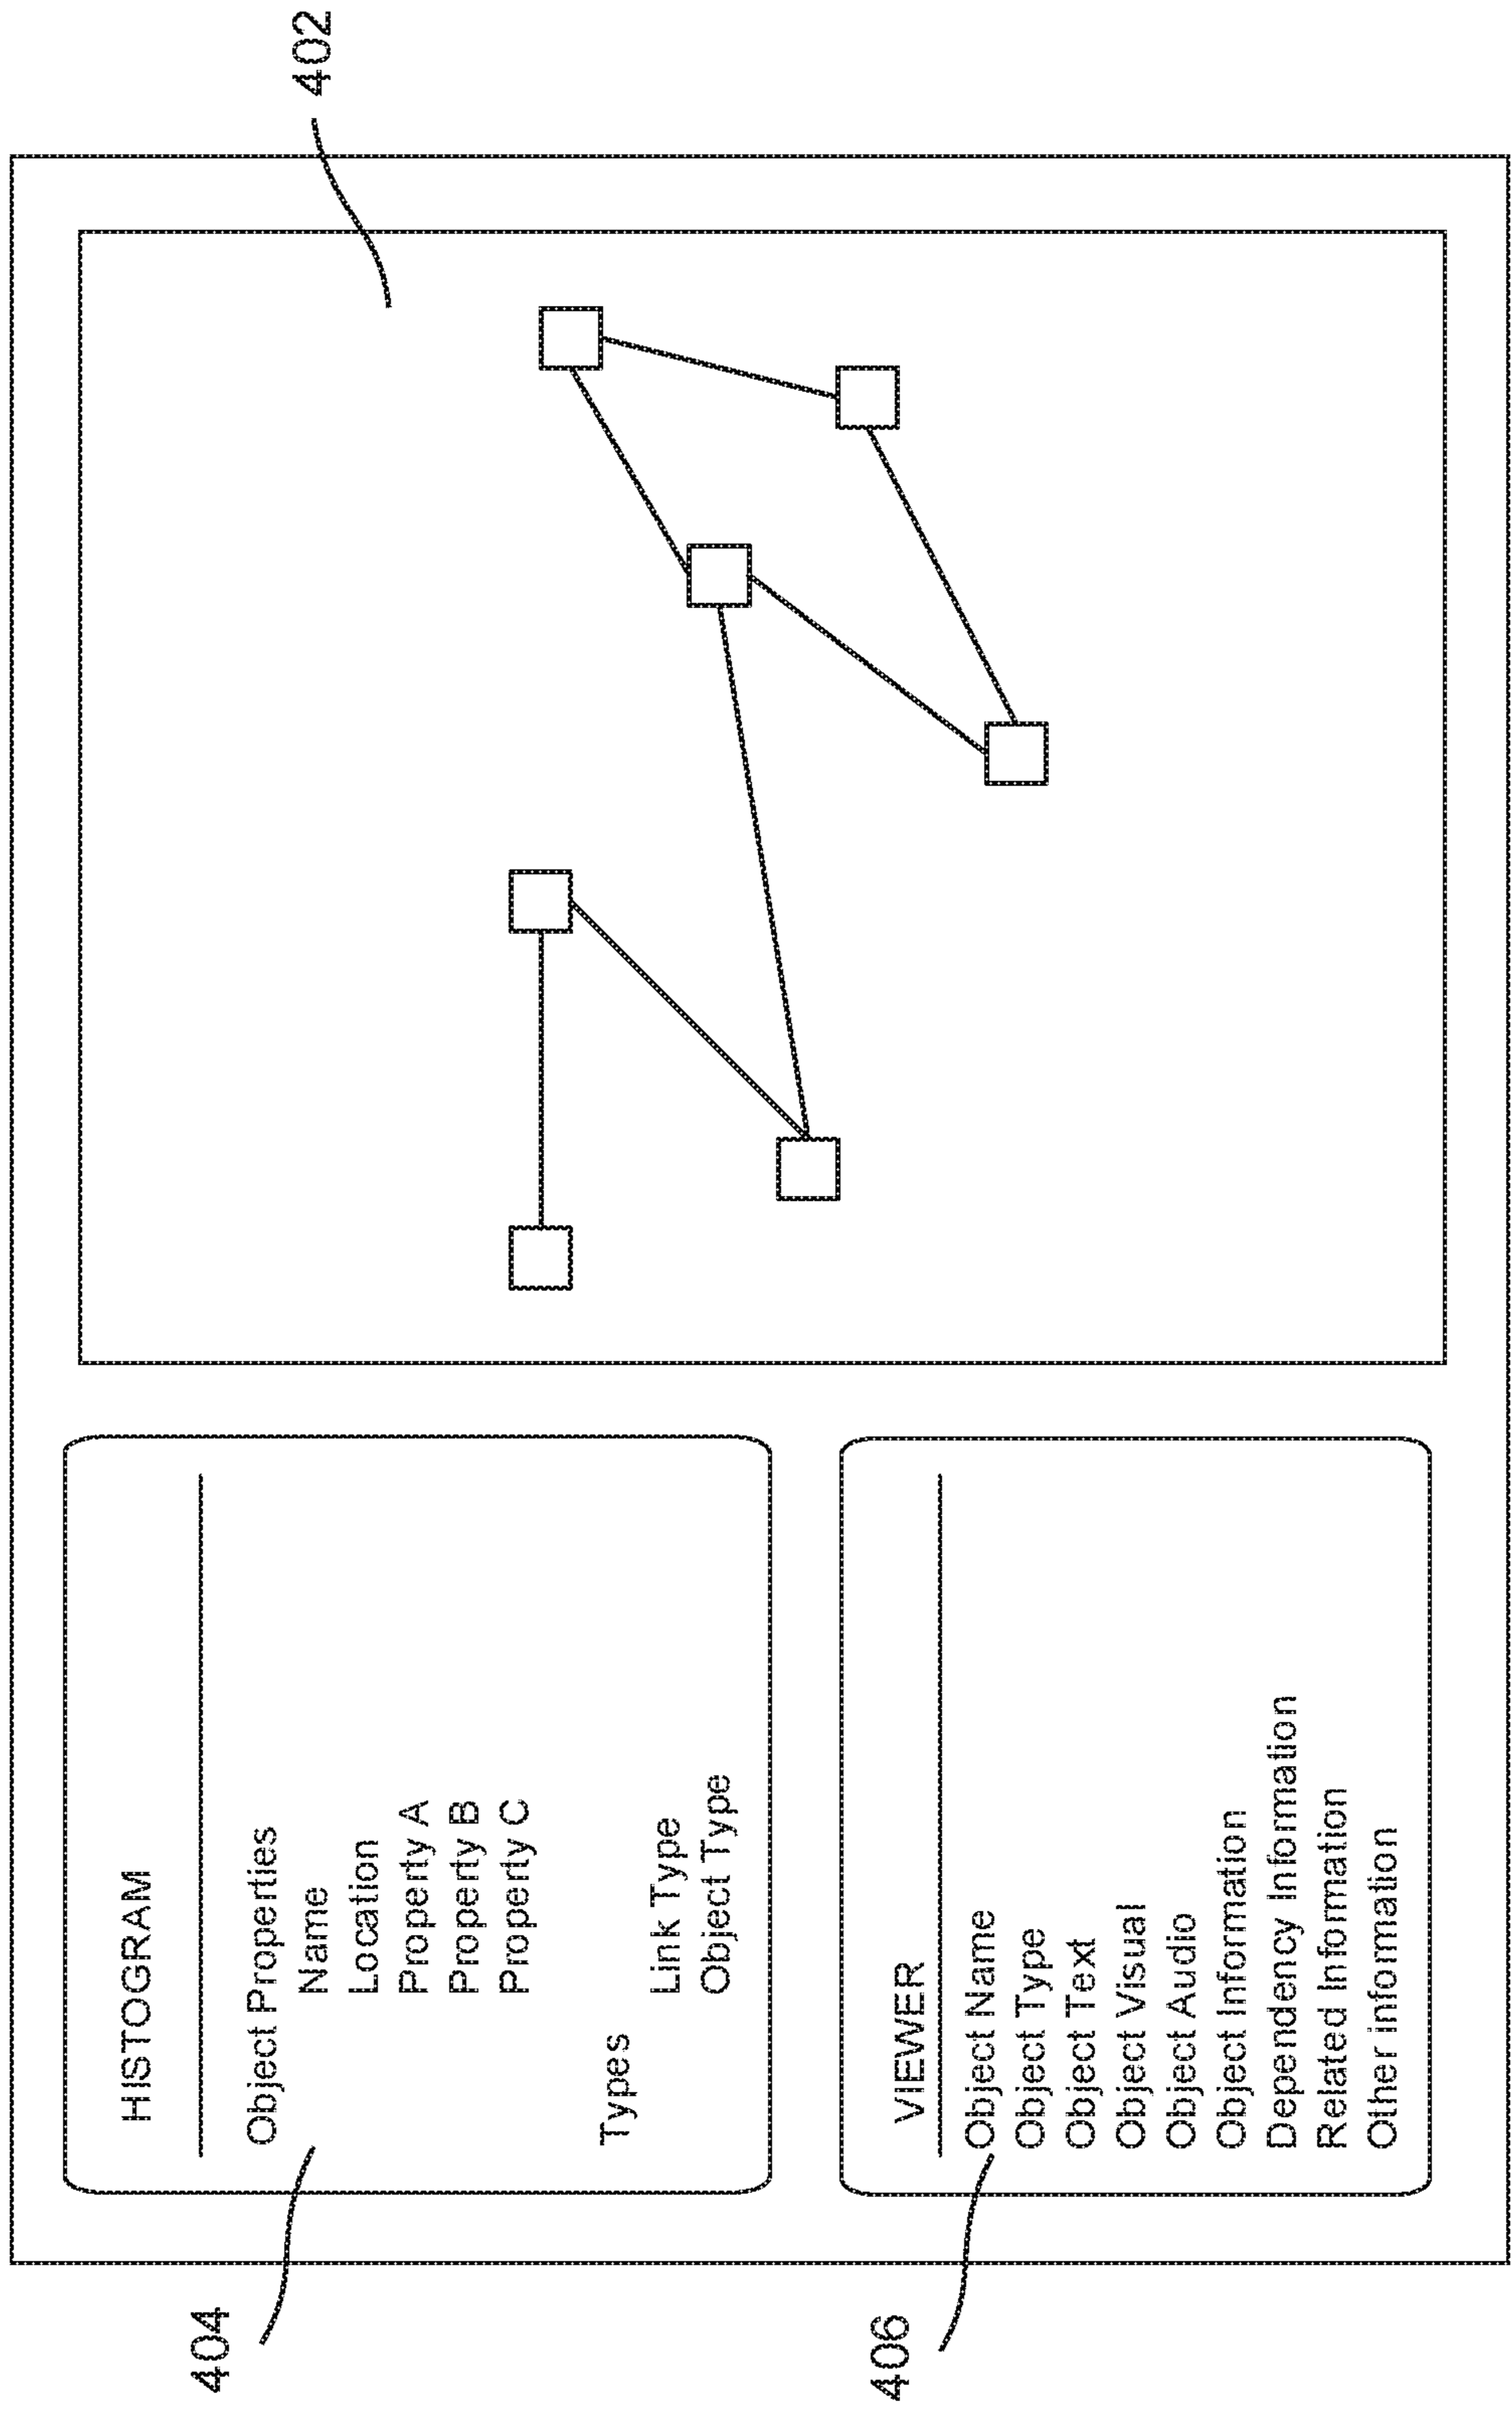 402
404
HISTOGRAM
Object Properties
Name
Location
Property A
Property B
Property C
Types
Link Type
Object Type
406
VIEWER
Object Name
Object Type
Object Text
Object Visual
Object Audio
Object Information
Dependency Information
Related Information
Other information